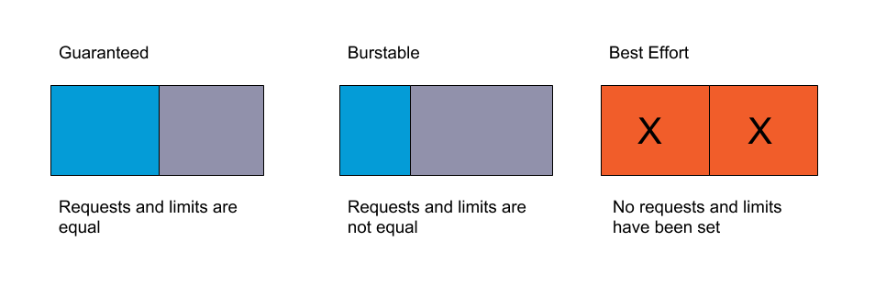 Guaranteed
Burstable
Best Effort
X
X
Requests and limits are
equal
Requests and limits are
not equal
No requests and limits
have been set